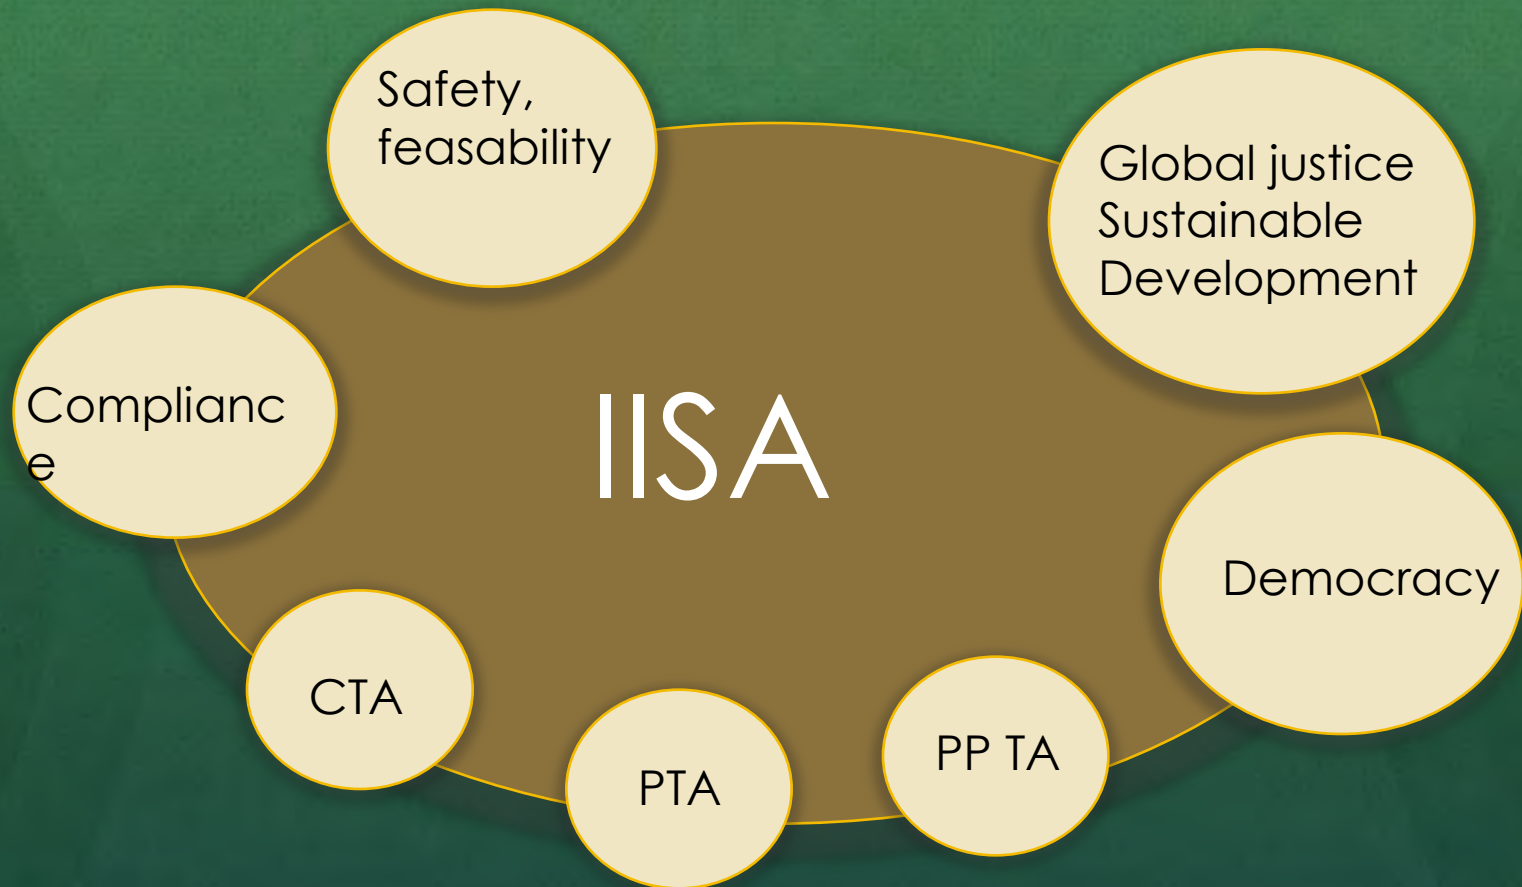 Safety,
feasability
Global justice
Sustainable
Development
Complianc
e
IISA
Democracy
CTA
PTA
PP TA